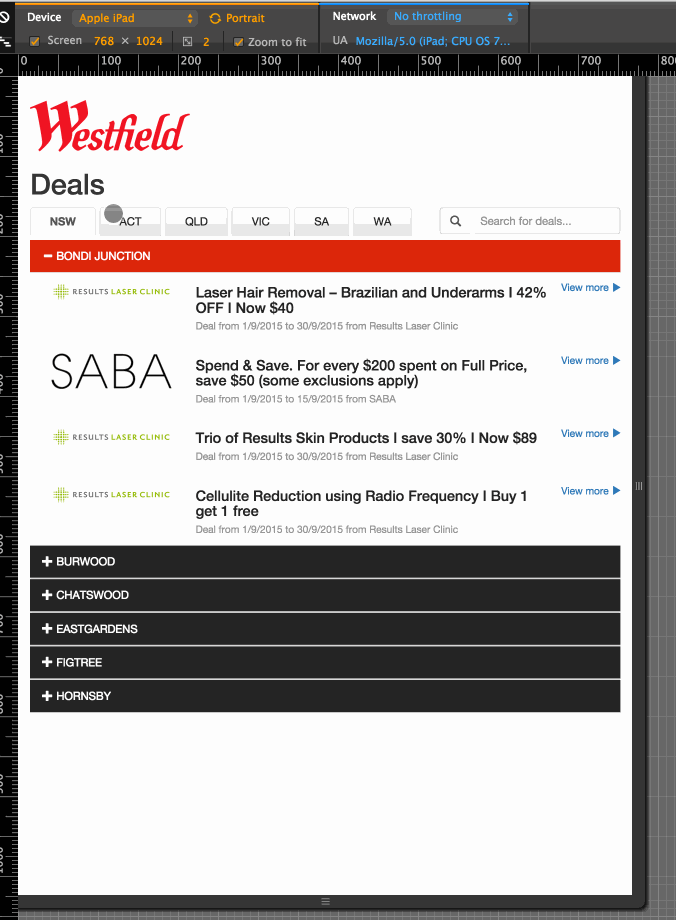 Device Apple iPad Portrait Network No throttling
Screen 768 × 1024 2 Zoom to fit UA Mozilla/5.0 (iPad; CPU OS 7...
0 100 200 300 400 500 600 700 800
Westfield
Deals
NSW ACT QLD VIC SA WA Search for deals...
BONDI JUNCTION
RESULTS LASER CLINIC
Laser Hair Removal – Brazilian and Underarms I 42%
OFF I Now $40
Deal from 1/9/2015 to 30/9/2015 from Results Laser Clinic
View more
SABA
Spend & Save. For every $200 spent on Full Price,
save $50 (some exclusions apply)
Deal from 1/9/2015 to 15/9/2015 from SABA
View more
RESULTS LASER CLINIC
Trio of Results Skin Products I save 30% I Now $89
Deal from 1/9/2015 to 30/9/2015 from Results Laser Clinic
View more
RESULTS LASER CLINIC
Cellulite Reduction using Radio Frequency I Buy 1
get 1 free
Deal from 1/9/2015 to 30/9/2015 from Results Laser Clinic
View more
BURWOOD
CHATSWOOD
EASTGARDENS
FIGTREE
HORNSBY